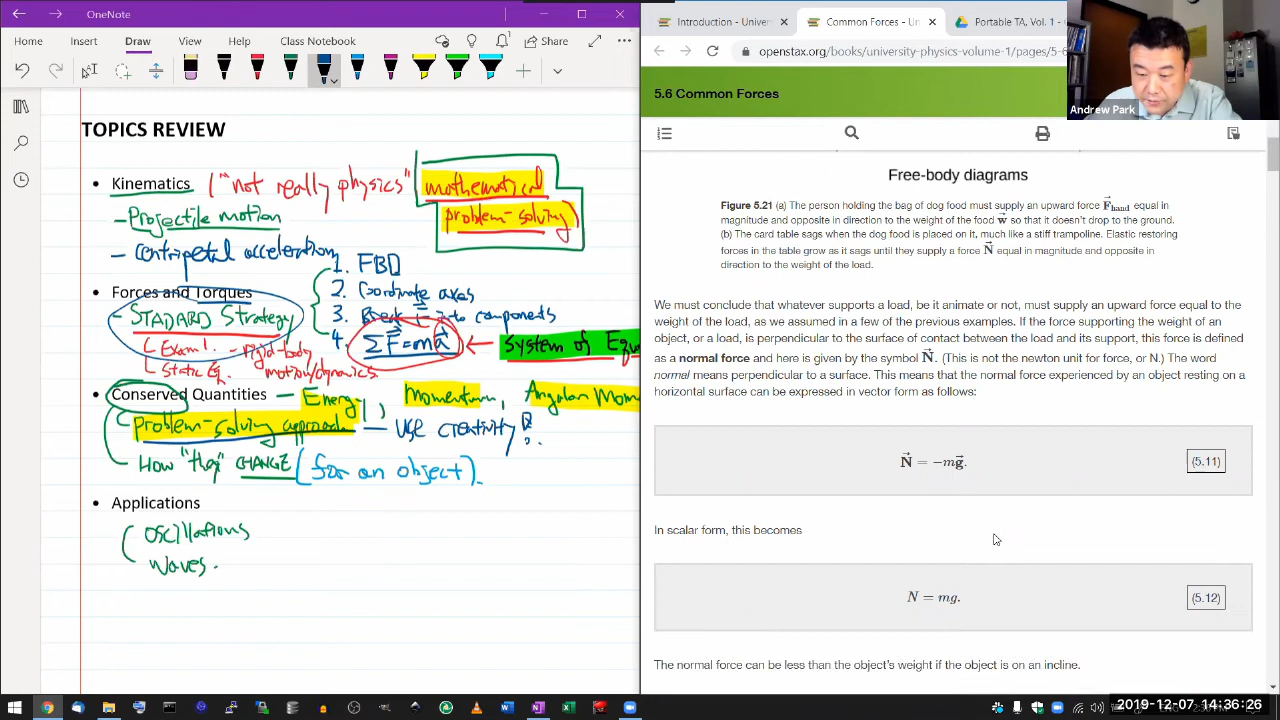 OneNote
Home
Insert
Draw
View
Help
Class Notebook
Share
TOPICS REVIEW
• Kinematics ("not really physics" mathematical
problem-solving)
- Projectile motion
- Centripetal acceleration
1. FBD
• Forces and Torques
2. Coordinate axes
- STADARD Strategy
3. Break into components
Exam!. - rigid-body
motion/dynamics.
Static Eq.
4. ΣF=ma ← System of Equa
• Conserved Quantities — Energy, Momentum, Angular Mom
problem-solving approach — USE creativity
How "they" CHANGE (for an object).
• Applications
Oscillations
Waves.
Introduction - Univer
Common Forces - Un
Portable TA, Vol. 1 -
openstax.org/books/university-physics-volume-1/pages/5-6
Andrew Park
5.6 Common Forces
Free-body diagrams
Figure 5.21 (a) The person holding the bag of dog food must supply an upward force F⃗hand equal in
magnitude and opposite in direction to the weight of the food w⃗ so that it doesn't drop to the ground.
(b) The card table sags when the dog food is placed on it, much like a stiff trampoline. Elastic restoring
forces in the table grow as it sags until they supply a force N⃗ equal in magnitude and opposite in
direction to the weight of the load.
We must conclude that whatever supports a load, be it animate or not, must supply an upward force equal to the
weight of the load, as we assumed in a few of the previous examples. If the force supporting the weight of an
object, or a load, is perpendicular to the surface of contact between the load and its support, this force is defined
as a normal force and here is given by the symbol N⃗. (This is not the newton unit for force, or N.) The word
normal means perpendicular to a surface. This means that the normal force experienced by an object resting on a
horizontal surface can be expressed in vector form as follows:
N⃗ = −mg⃗. (5.11)
In scalar form, this becomes
N = mg. (5.12)
The normal force can be less than the object's weight if the object is on an incline.
2019-12-07 14:36:26